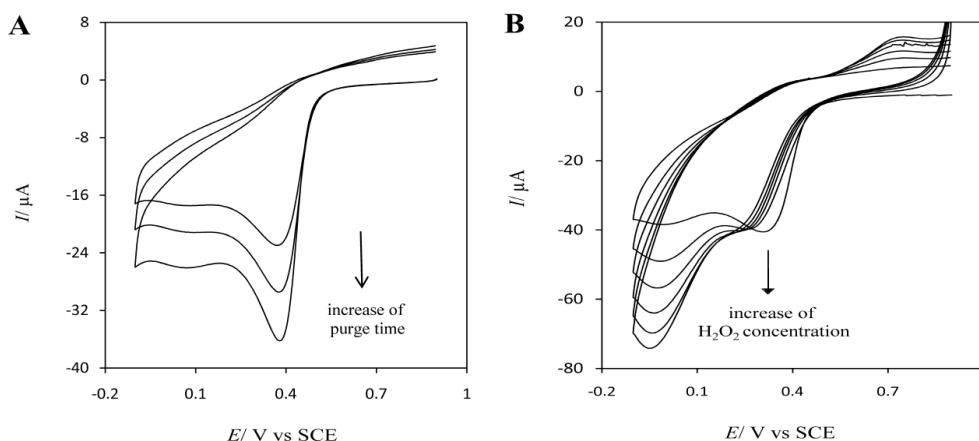 A
8
0
-8
-16
-24
-32
-40
-0.2
0.1
0.4
0.7
1
I/ µA
E/ V vs SCE
increase of
purge time
B
20
0
-20
-40
-60
-80
-0.2
0.1
0.4
0.7
I/ µA
E/ V vs SCE
increase of
H₂O₂ concentration